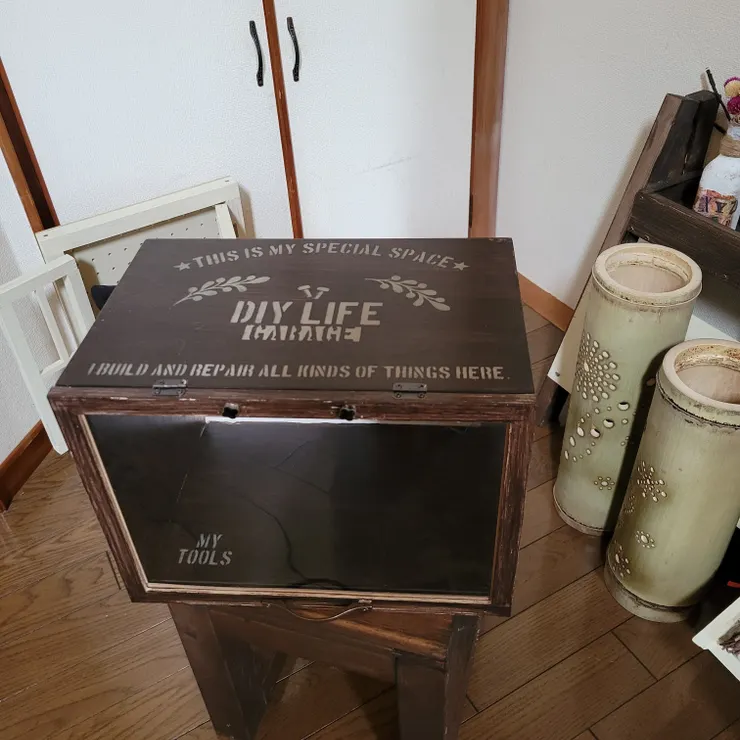 THIS IS MY SPECIAL SPACE
DIY LIFE
GARAGE
I BUILD AND REPAIR ALL KINDS OF THINGS HERE.
MY
TOOLS